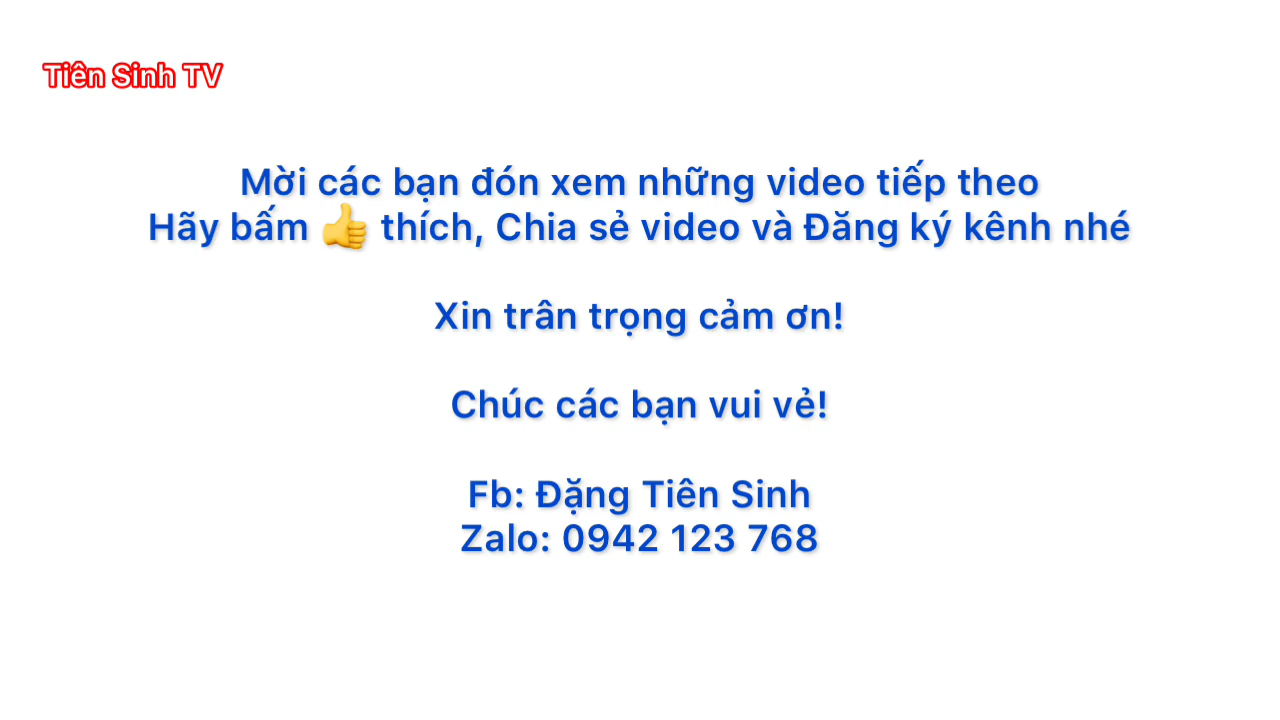 Tiên Sinh TV
Mời các bạn đón xem những video tiếp theo
Hãy bấm 👍 thích, Chia sẻ video và Đăng ký kênh nhé
Xin trân trọng cảm ơn!
Chúc các bạn vui vẻ!
Fb: Đặng Tiên Sinh
Zalo: 0942 123 768